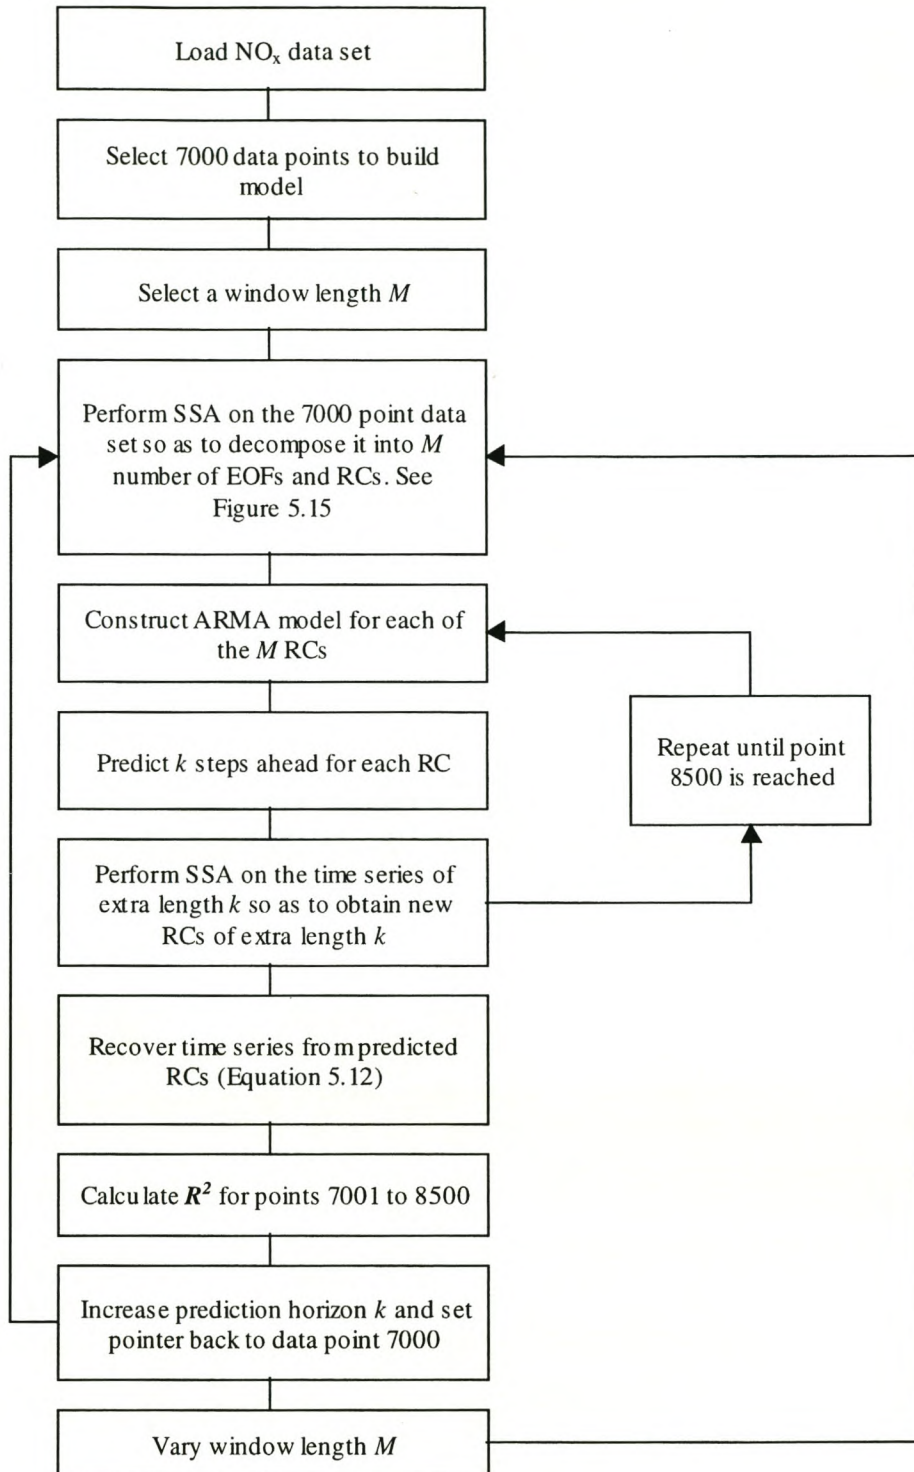 Load NOx data set
Select 7000 data points to build
model
Select a window length M
Perform SSA on the 7000 point data
set so as to decompose it into M
number of EOFs and RCs. See
Figure 5.15
Construct ARMA model for each of
the M RCs
Predict k steps ahead for each RC
Repeat until point
8500 is reached
Perform SSA on the time series of
extra length k so as to obtain new
RCs of extra length k
Recover time series from predicted
RCs (Equation 5.12)
Calculate R² for points 7001 to 8500
Increase prediction horizon k and set
pointer back to data point 7000
Vary window length M